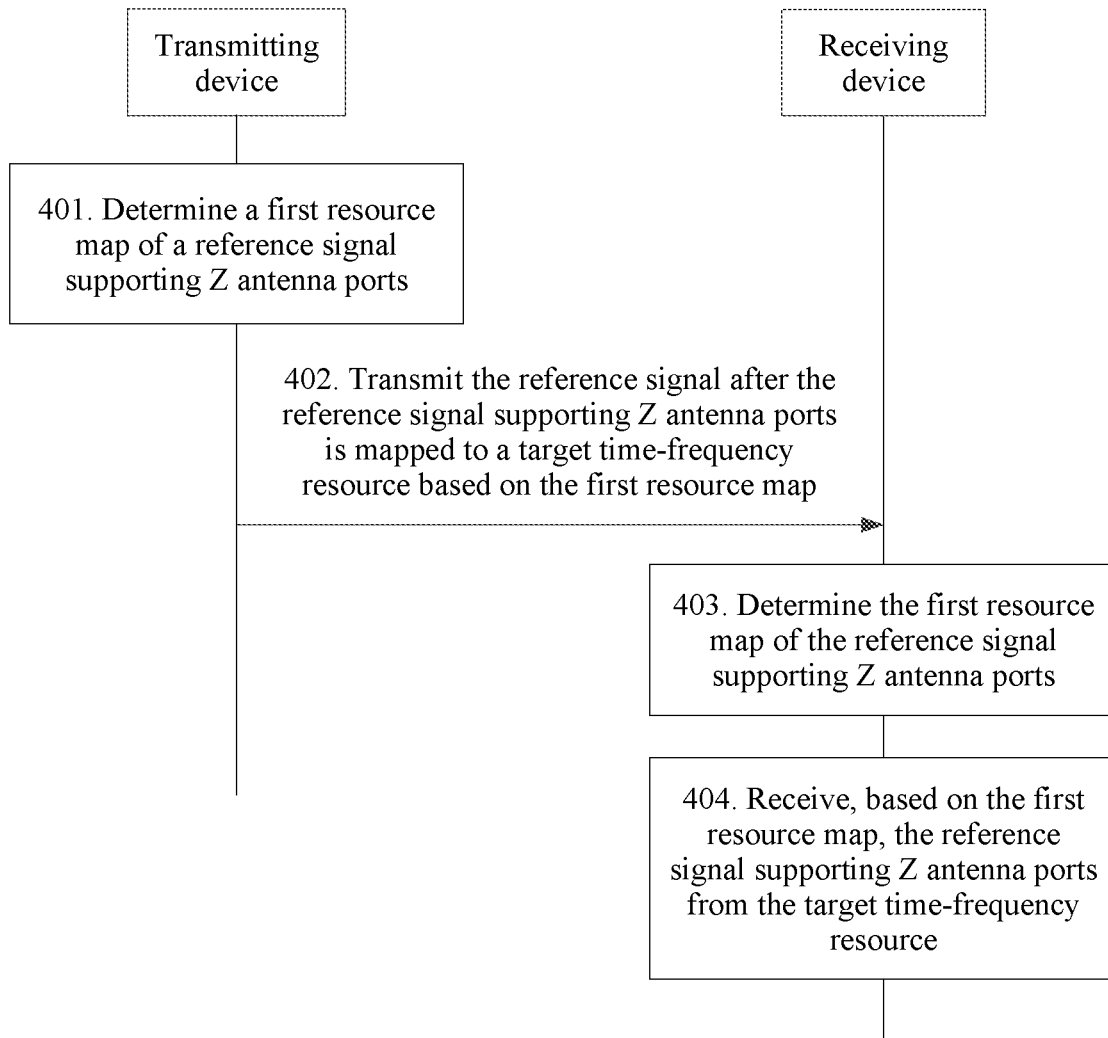 Transmitting
device
Receiving
device
401. Determine a first resource
map of a reference signal
supporting Z antenna ports
402. Transmit the reference signal after the
reference signal supporting Z antenna ports
is mapped to a target time-frequency
resource based on the first resource map
403. Determine the first resource
map of the reference signal
supporting Z antenna ports
404. Receive, based on the first
resource map, the reference
signal supporting Z antenna ports
from the target time-frequency
resource